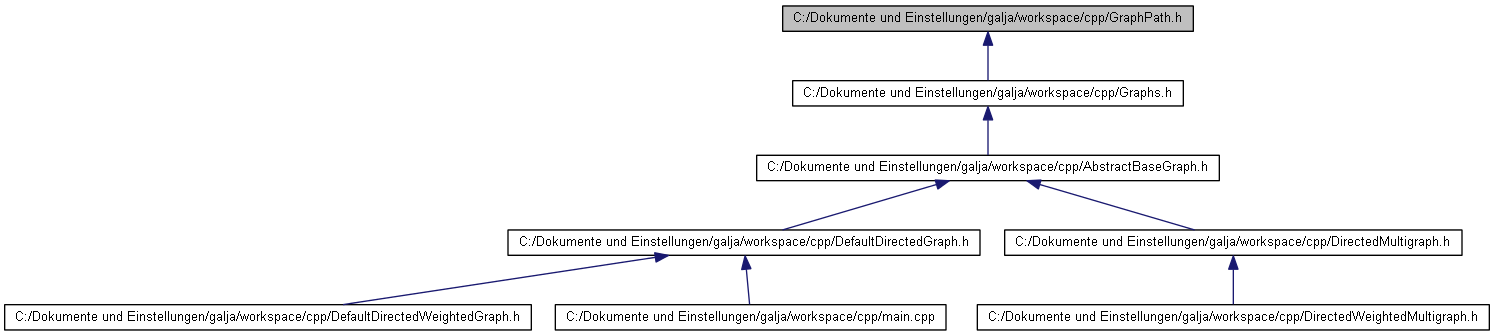 C:/Dokumente und Einstellungen/galja/workspace/cpp/GraphPath.h
C:/Dokumente und Einstellungen/galja/workspace/cpp/Graphs.h
C:/Dokumente und Einstellungen/galja/workspace/cpp/AbstractBaseGraph.h
C:/Dokumente und Einstellungen/galja/workspace/cpp/DefaultDirectedGraph.h
C:/Dokumente und Einstellungen/galja/workspace/cpp/DirectedMultigraph.h
C:/Dokumente und Einstellungen/galja/workspace/cpp/DefaultDirectedWeightedGraph.h
C:/Dokumente und Einstellungen/galja/workspace/cpp/main.cpp
C:/Dokumente und Einstellungen/galja/workspace/cpp/DirectedWeightedMultigraph.h